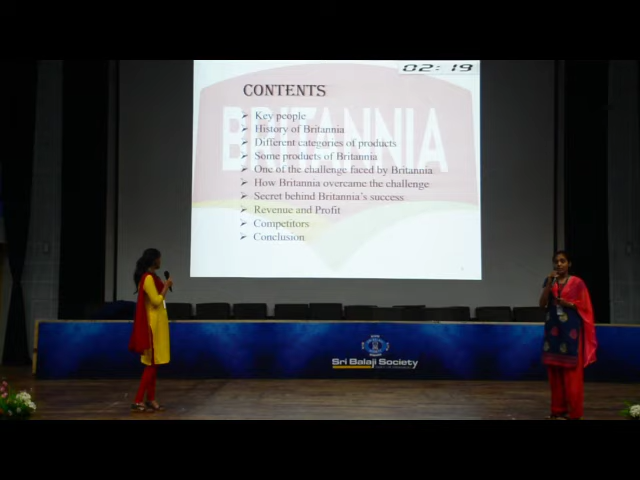 02:19
CONTENTS
BRITANNIA
➢ Key people
➢ History of Britannia
➢ Different categories of products
➢ Some products of Britannia
➢ One of the challenge faced by Britannia
➢ How Britannia overcame the challenge
➢ Secret behind Britannia's success
➢ Revenue and Profit
➢ Competitors
➢ Conclusion
Sri Balaji Society